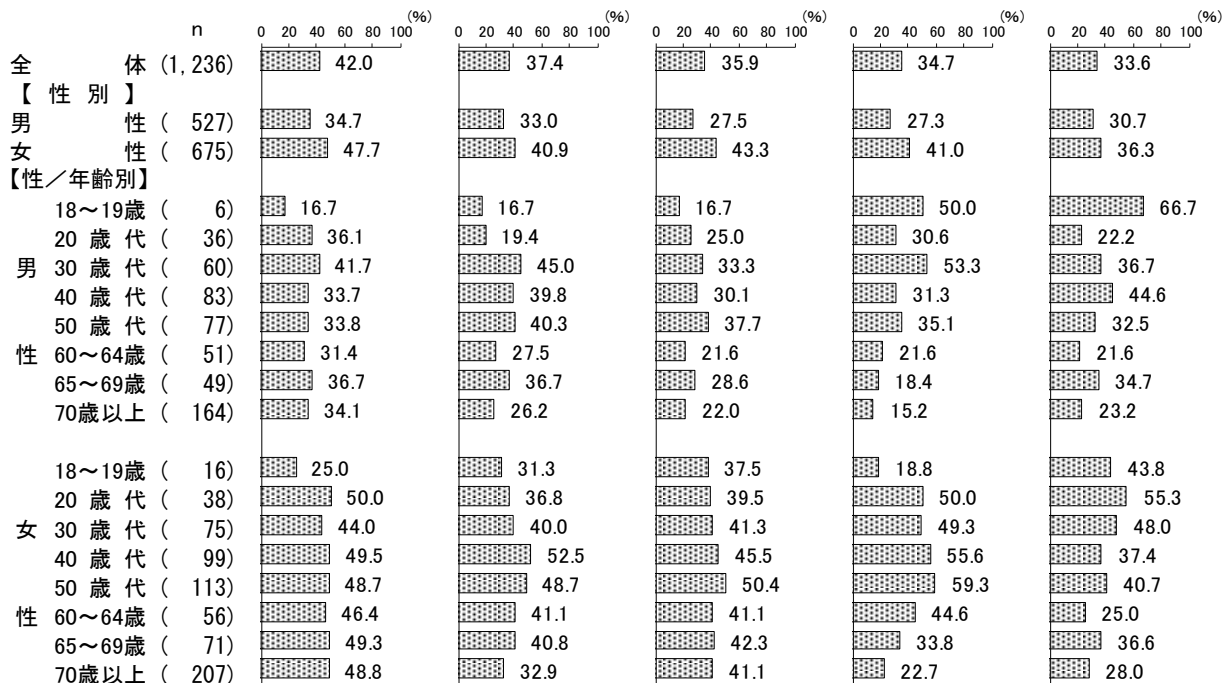 (%) (%) (%) (%) (%)
n 0 20 40 60 80 100 0 20 40 60 80 100 0 20 40 60 80 100 0 20 40 60 80 100 0 20 40 60 80 100
全体 (1,236) 42.0 37.4 35.9 34.7 33.6
【性別】
男性 ( 527) 34.7 33.0 27.5 27.3 30.7
女性 ( 675) 47.7 40.9 43.3 41.0 36.3
【性／年齢別】
18～19歳 ( 6) 16.7 16.7 16.7 50.0 66.7
20歳代 ( 36) 36.1 19.4 25.0 30.6 22.2
男 30歳代 ( 60) 41.7 45.0 33.3 53.3 36.7
40歳代 ( 83) 33.7 39.8 30.1 31.3 44.6
50歳代 ( 77) 33.8 40.3 37.7 35.1 32.5
性 60～64歳 ( 51) 31.4 27.5 21.6 21.6 21.6
65～69歳 ( 49) 36.7 36.7 28.6 18.4 34.7
70歳以上 ( 164) 34.1 26.2 22.0 15.2 23.2
18～19歳 ( 16) 25.0 31.3 37.5 18.8 43.8
20歳代 ( 38) 50.0 36.8 39.5 50.0 55.3
女 30歳代 ( 75) 44.0 40.0 41.3 49.3 48.0
40歳代 ( 99) 49.5 52.5 45.5 55.6 37.4
50歳代 ( 113) 48.7 48.7 50.4 59.3 40.7
性 60～64歳 ( 56) 46.4 41.1 41.1 44.6 25.0
65～69歳 ( 71) 49.3 40.8 42.3 33.8 36.6
70歳以上 ( 207) 48.8 32.9 41.1 22.7 28.0